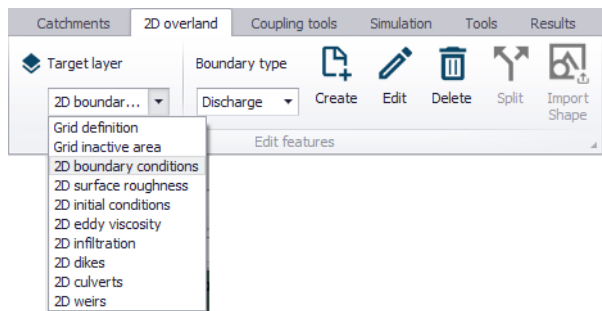 Catchments 2D overland Coupling tools Simulation Tools Results
Target layer Boundary type
2D boundar... Discharge Create Edit Delete Split Import
Shape
Edit features
Grid definition
Grid inactive area
2D boundary conditions
2D surface roughness
2D initial conditions
2D eddy viscosity
2D infiltration
2D dikes
2D culverts
2D weirs